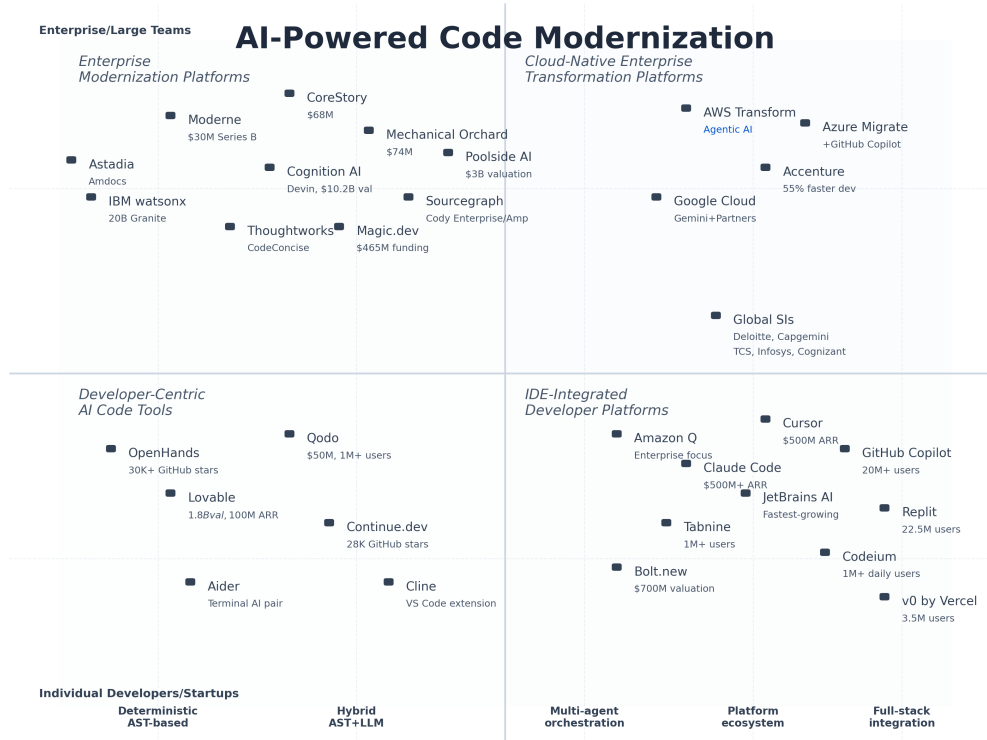 Enterprise/Large Teams
AI-Powered Code Modernization
Enterprise
Modernization Platforms
CoreStory
$68M
Moderne
$30M Series B
Mechanical Orchard
$74M
Poolside AI
$3B valuation
Astadia
Amdocs
Cognition AI
Devin, $10.2B val
IBM watsonx
20B Granite
Sourcegraph
Cody Enterprise/Amp
Thoughtworks
CodeConcise
Magic.dev
$465M funding
Cloud-Native Enterprise
Transformation Platforms
AWS Transform
Agentic AI
Azure Migrate
+GitHub Copilot
Accenture
55% faster dev
Google Cloud
Gemini+Partners
Global SIs
Deloitte, Capgemini
TCS, Infosys, Cognizant
Developer-Centric
AI Code Tools
Qodo
$50M, 1M+ users
OpenHands
30K+ GitHub stars
Lovable
1.8Bval,100M ARR
Continue.dev
28K GitHub stars
Aider
Terminal AI pair
Cline
VS Code extension
IDE-Integrated
Developer Platforms
Cursor
$500M ARR
Amazon Q
Enterprise focus
GitHub Copilot
20M+ users
Claude Code
$500M+ ARR
JetBrains AI
Fastest-growing
Replit
22.5M users
Tabnine
1M+ users
Codeium
1M+ daily users
Bolt.new
$700M valuation
v0 by Vercel
3.5M users
Individual Developers/Startups
Deterministic
AST-based
Hybrid
AST+LLM
Multi-agent
orchestration
Platform
ecosystem
Full-stack
integration